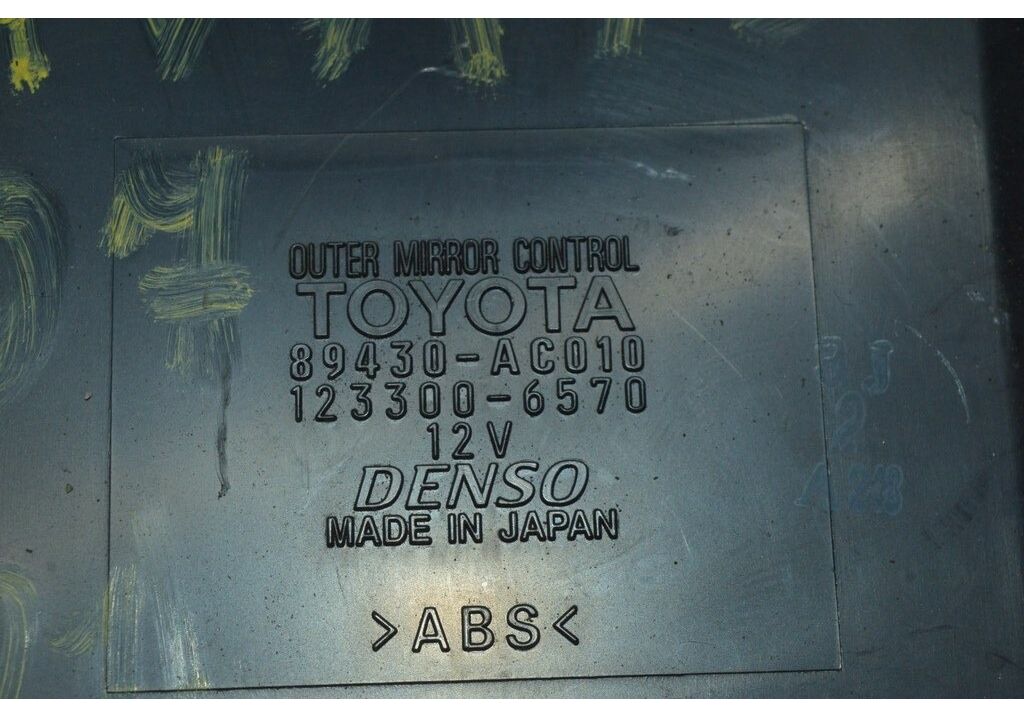 OUTER MIRROR CONTROL
TOYOTA
89430-AC010
123300-6570
12V
DENSO
MADE IN JAPAN
>ABS<